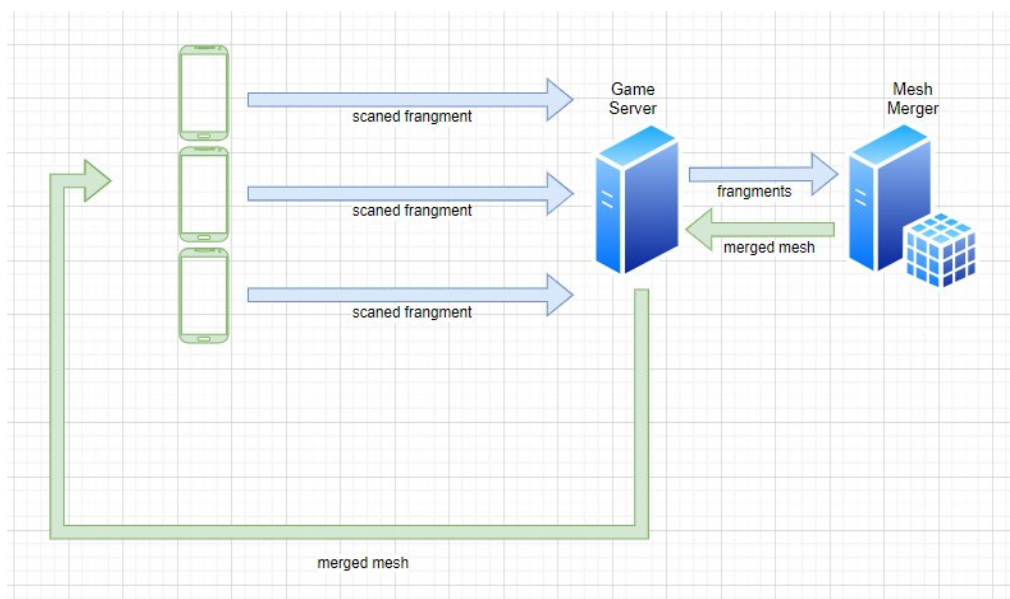 scaned frangment
Game
Server
Mesh
Merger
scaned frangment
frangments
merged mesh
scaned frangment
merged mesh